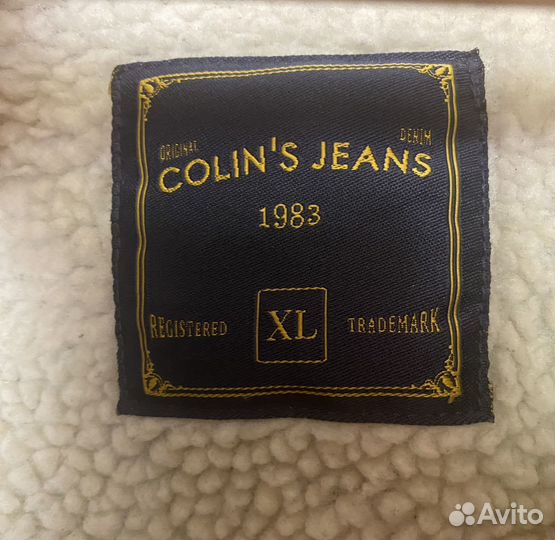 ORIGINAL DENIM
COLIN'S JEANS
1983
REGISTERED XL TRADEMARK
Avito